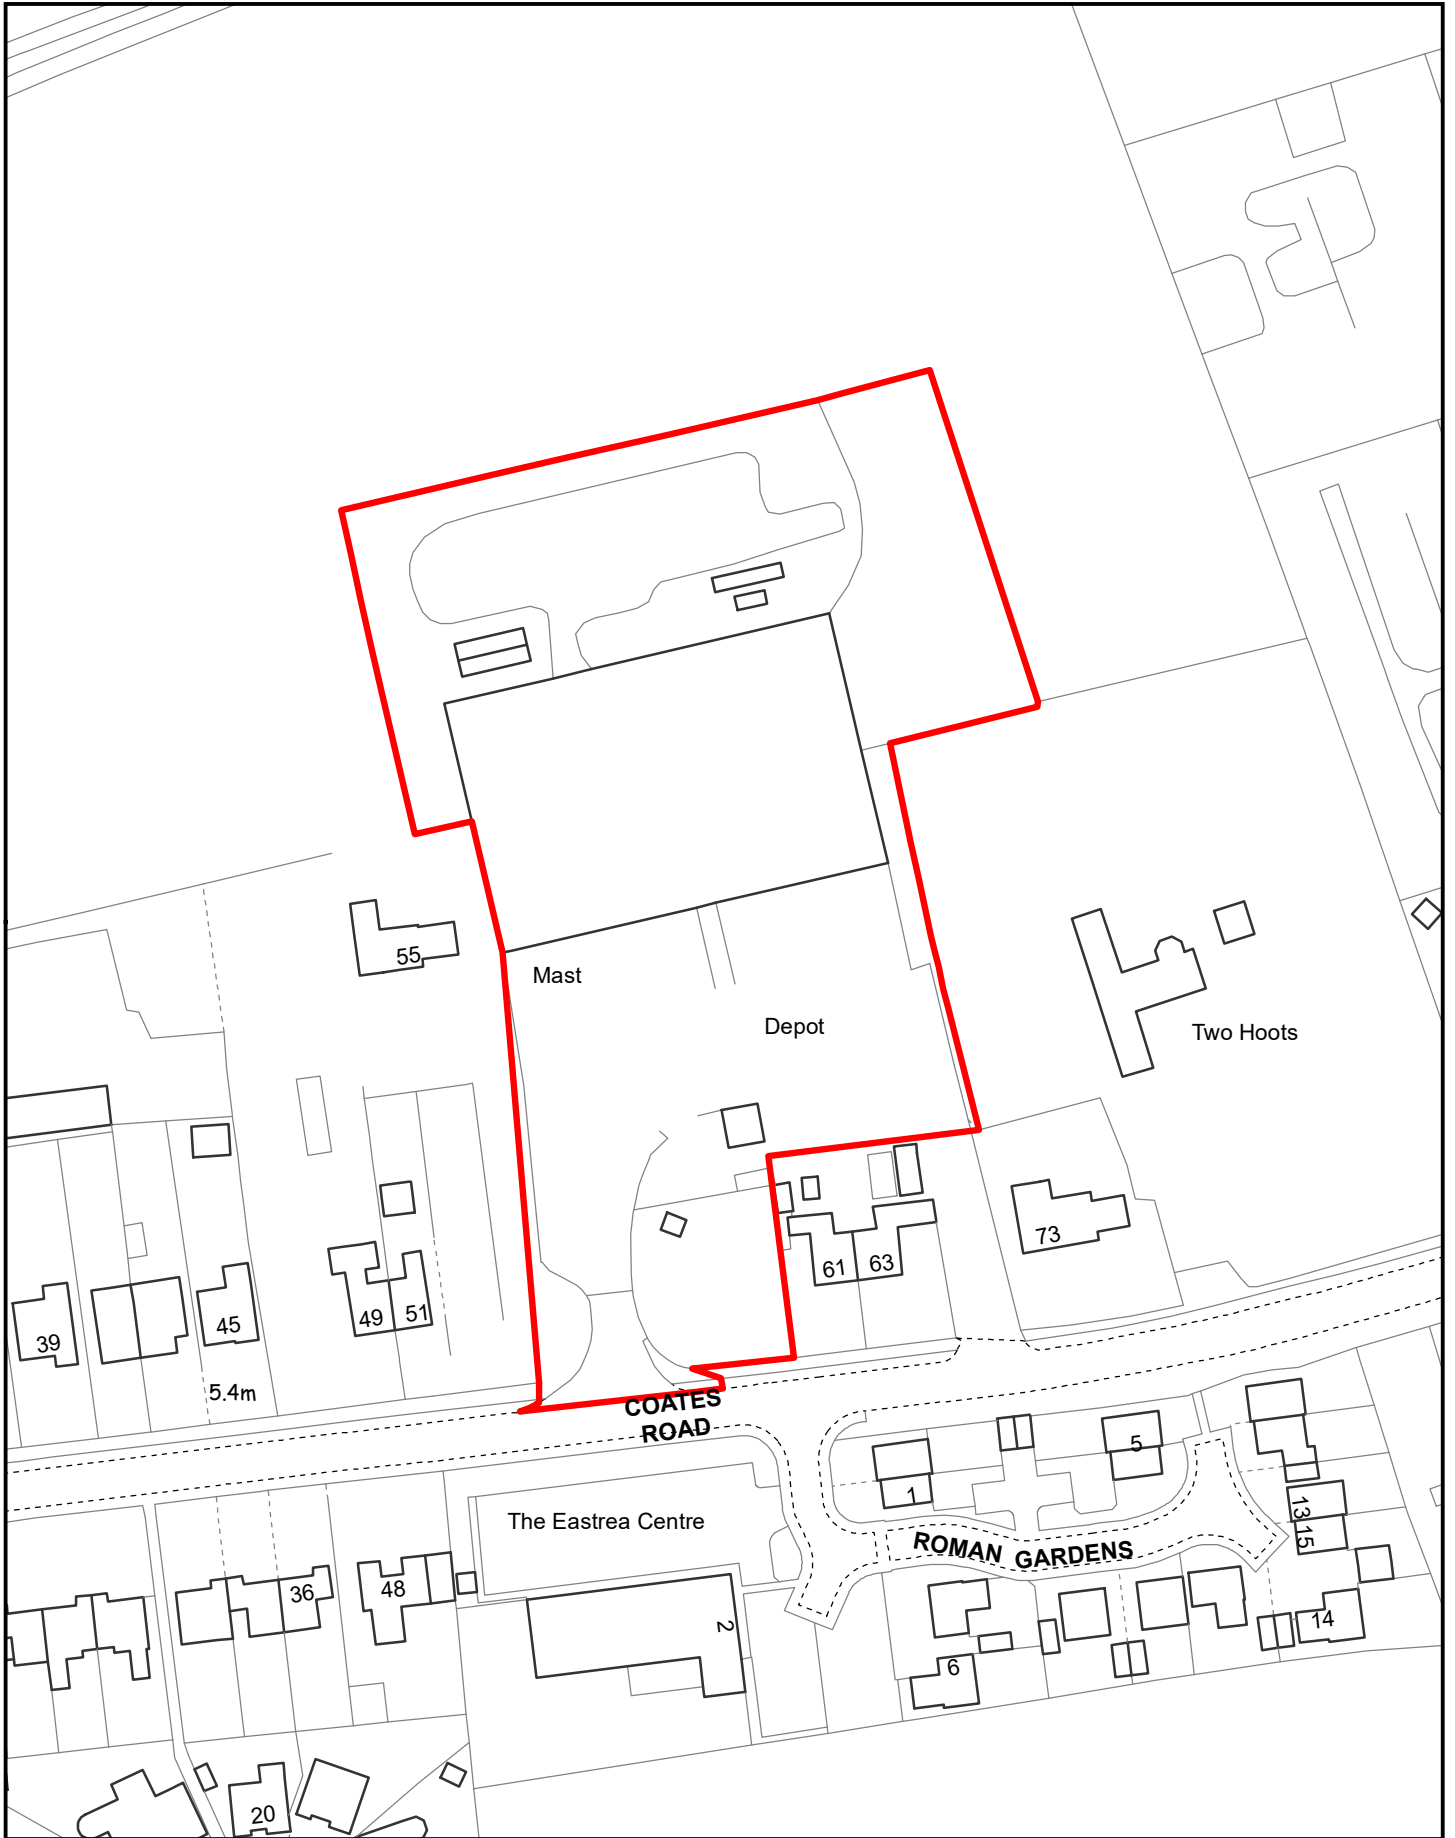 55
Mast
Depot
Two Hoots
73
61
63
49
51
45
39
5.4m
COATES
ROAD
5
1
The Eastrea Centre
ROMAN GARDENS
13
15
36
48
2
14
6
20